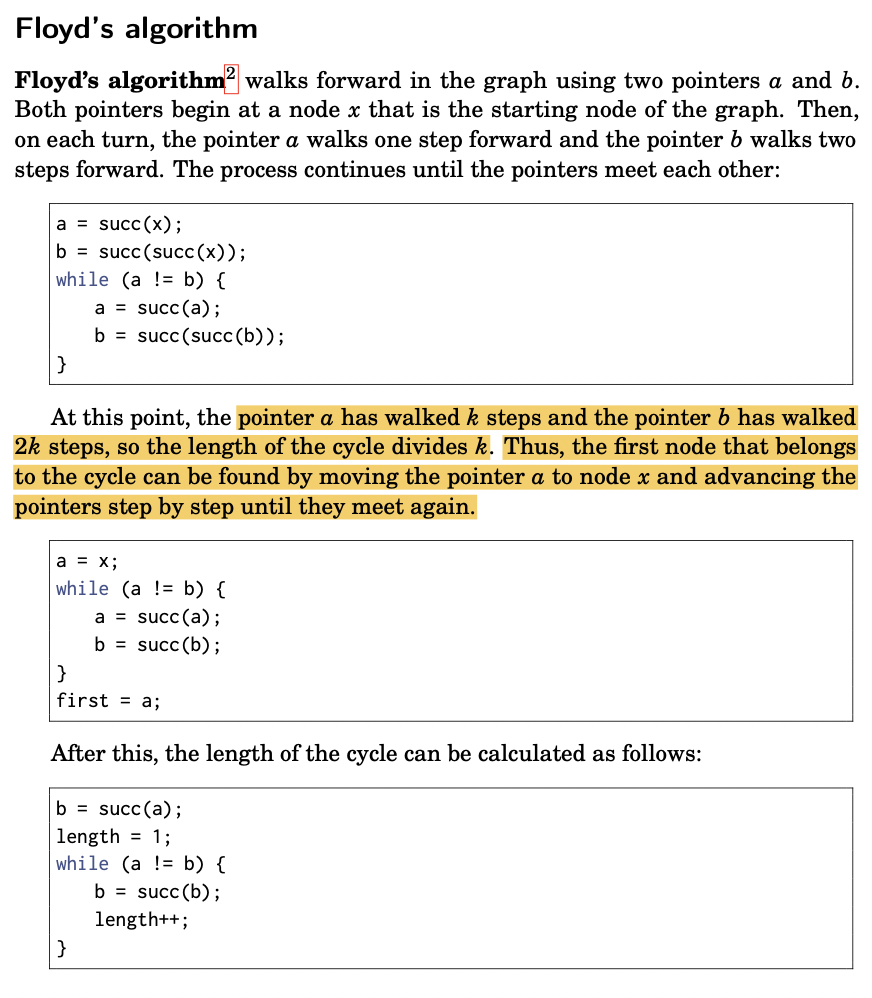 Floyd's algorithm
Floyd's algorithm2 walks forward in the graph using two pointers a and b.
Both pointers begin at a node x that is the starting node of the graph. Then,
on each turn, the pointer a walks one step forward and the pointer b walks two
steps forward. The process continues until the pointers meet each other:
a = succ(x);
b = succ(succ(x));
while (a != b) {
    a = succ(a);
    b = succ(succ(b));
}
At this point, the pointer a has walked k steps and the pointer b has walked
2k steps, so the length of the cycle divides k. Thus, the first node that belongs
to the cycle can be found by moving the pointer a to node x and advancing the
pointers step by step until they meet again.
a = x;
while (a != b) {
    a = succ(a);
    b = succ(b);
}
first = a;
After this, the length of the cycle can be calculated as follows:
b = succ(a);
length = 1;
while (a != b) {
    b = succ(b);
    length++;
}